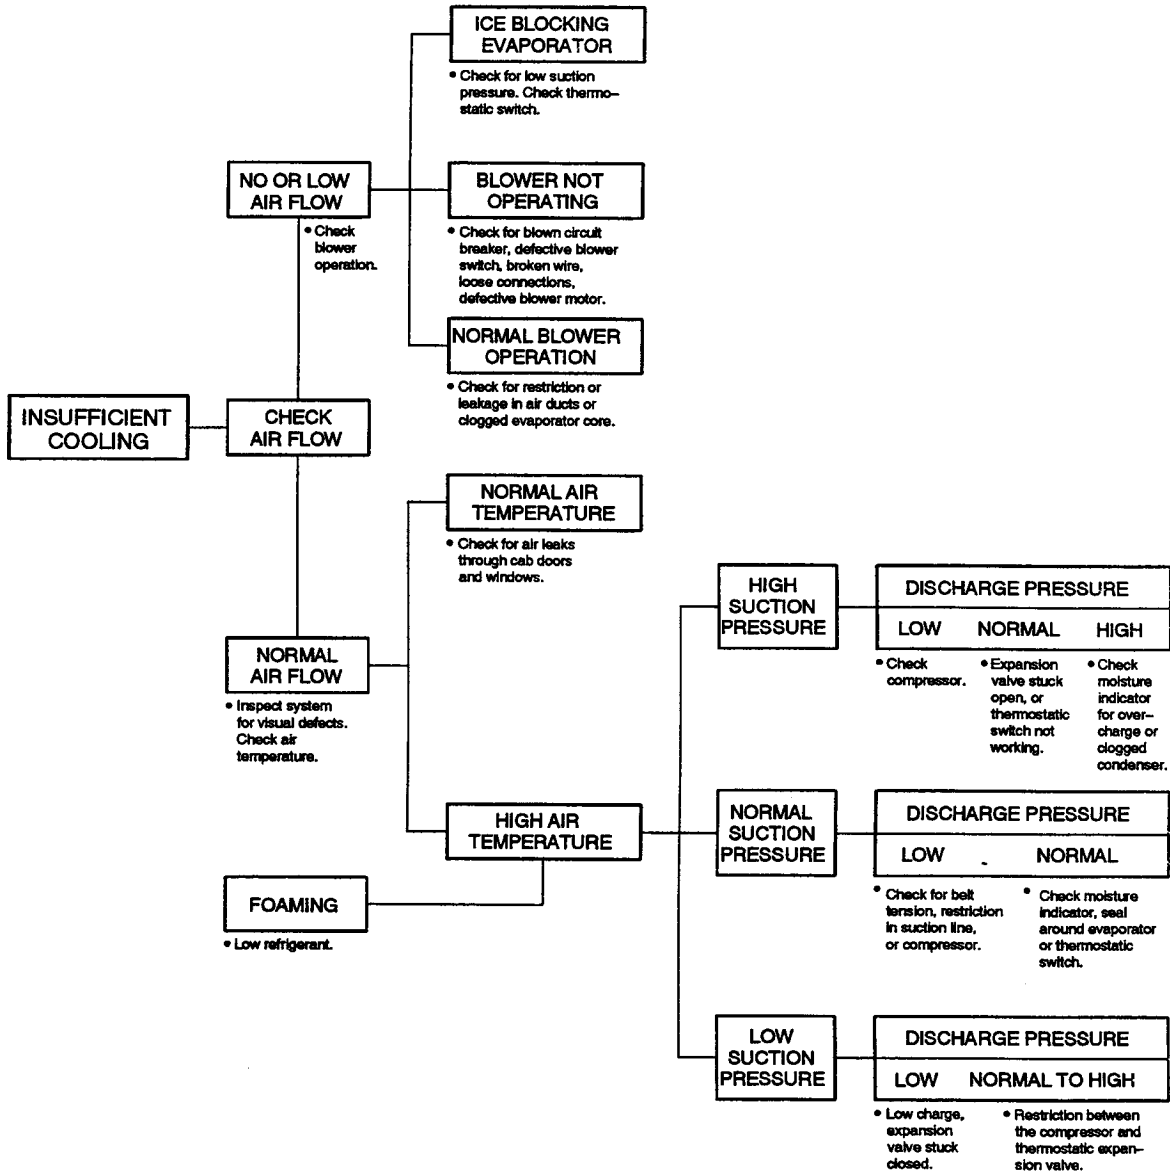 ICE BLOCKING
EVAPORATOR
• Check for low suction
pressure. Check thermo–
static switch.
NO OR LOW
AIR FLOW
• Check
blower
operation.
BLOWER NOT
OPERATING
• Check for blown circuit
breaker, defective blower
switch, broken wire,
loose connections,
defective blower motor.
NORMAL BLOWER
OPERATION
• Check for restriction or
leakage in air ducts or
clogged evaporator core.
INSUFFICIENT
COOLING
CHECK
AIR FLOW
NORMAL AIR
TEMPERATURE
• Check for air leaks
through cab doors
and windows.
NORMAL
AIR FLOW
• Inspect system
for visual defects.
Check air
temperature.
HIGH AIR
TEMPERATURE
FOAMING
• Low refrigerant.
HIGH
SUCTION
PRESSURE
DISCHARGE PRESSURE
LOW NORMAL HIGH
• Check
compressor.
• Expansion
valve stuck
open, or
thermostatic
switch not
working.
• Check
moisture
indicator
for over–
charge or
clogged
condenser.
NORMAL
SUCTION
PRESSURE
DISCHARGE PRESSURE
LOW NORMAL
• Check for belt
tension, restriction
in suction line,
or compressor.
• Check moisture
indicator, seal
around evaporator
or thermostatic
switch.
LOW
SUCTION
PRESSURE
DISCHARGE PRESSURE
LOW NORMAL TO HIGH
• Low charge,
expansion
valve stuck
closed.
• Restriction between
the compressor and
thermostatic expan–
sion valve.